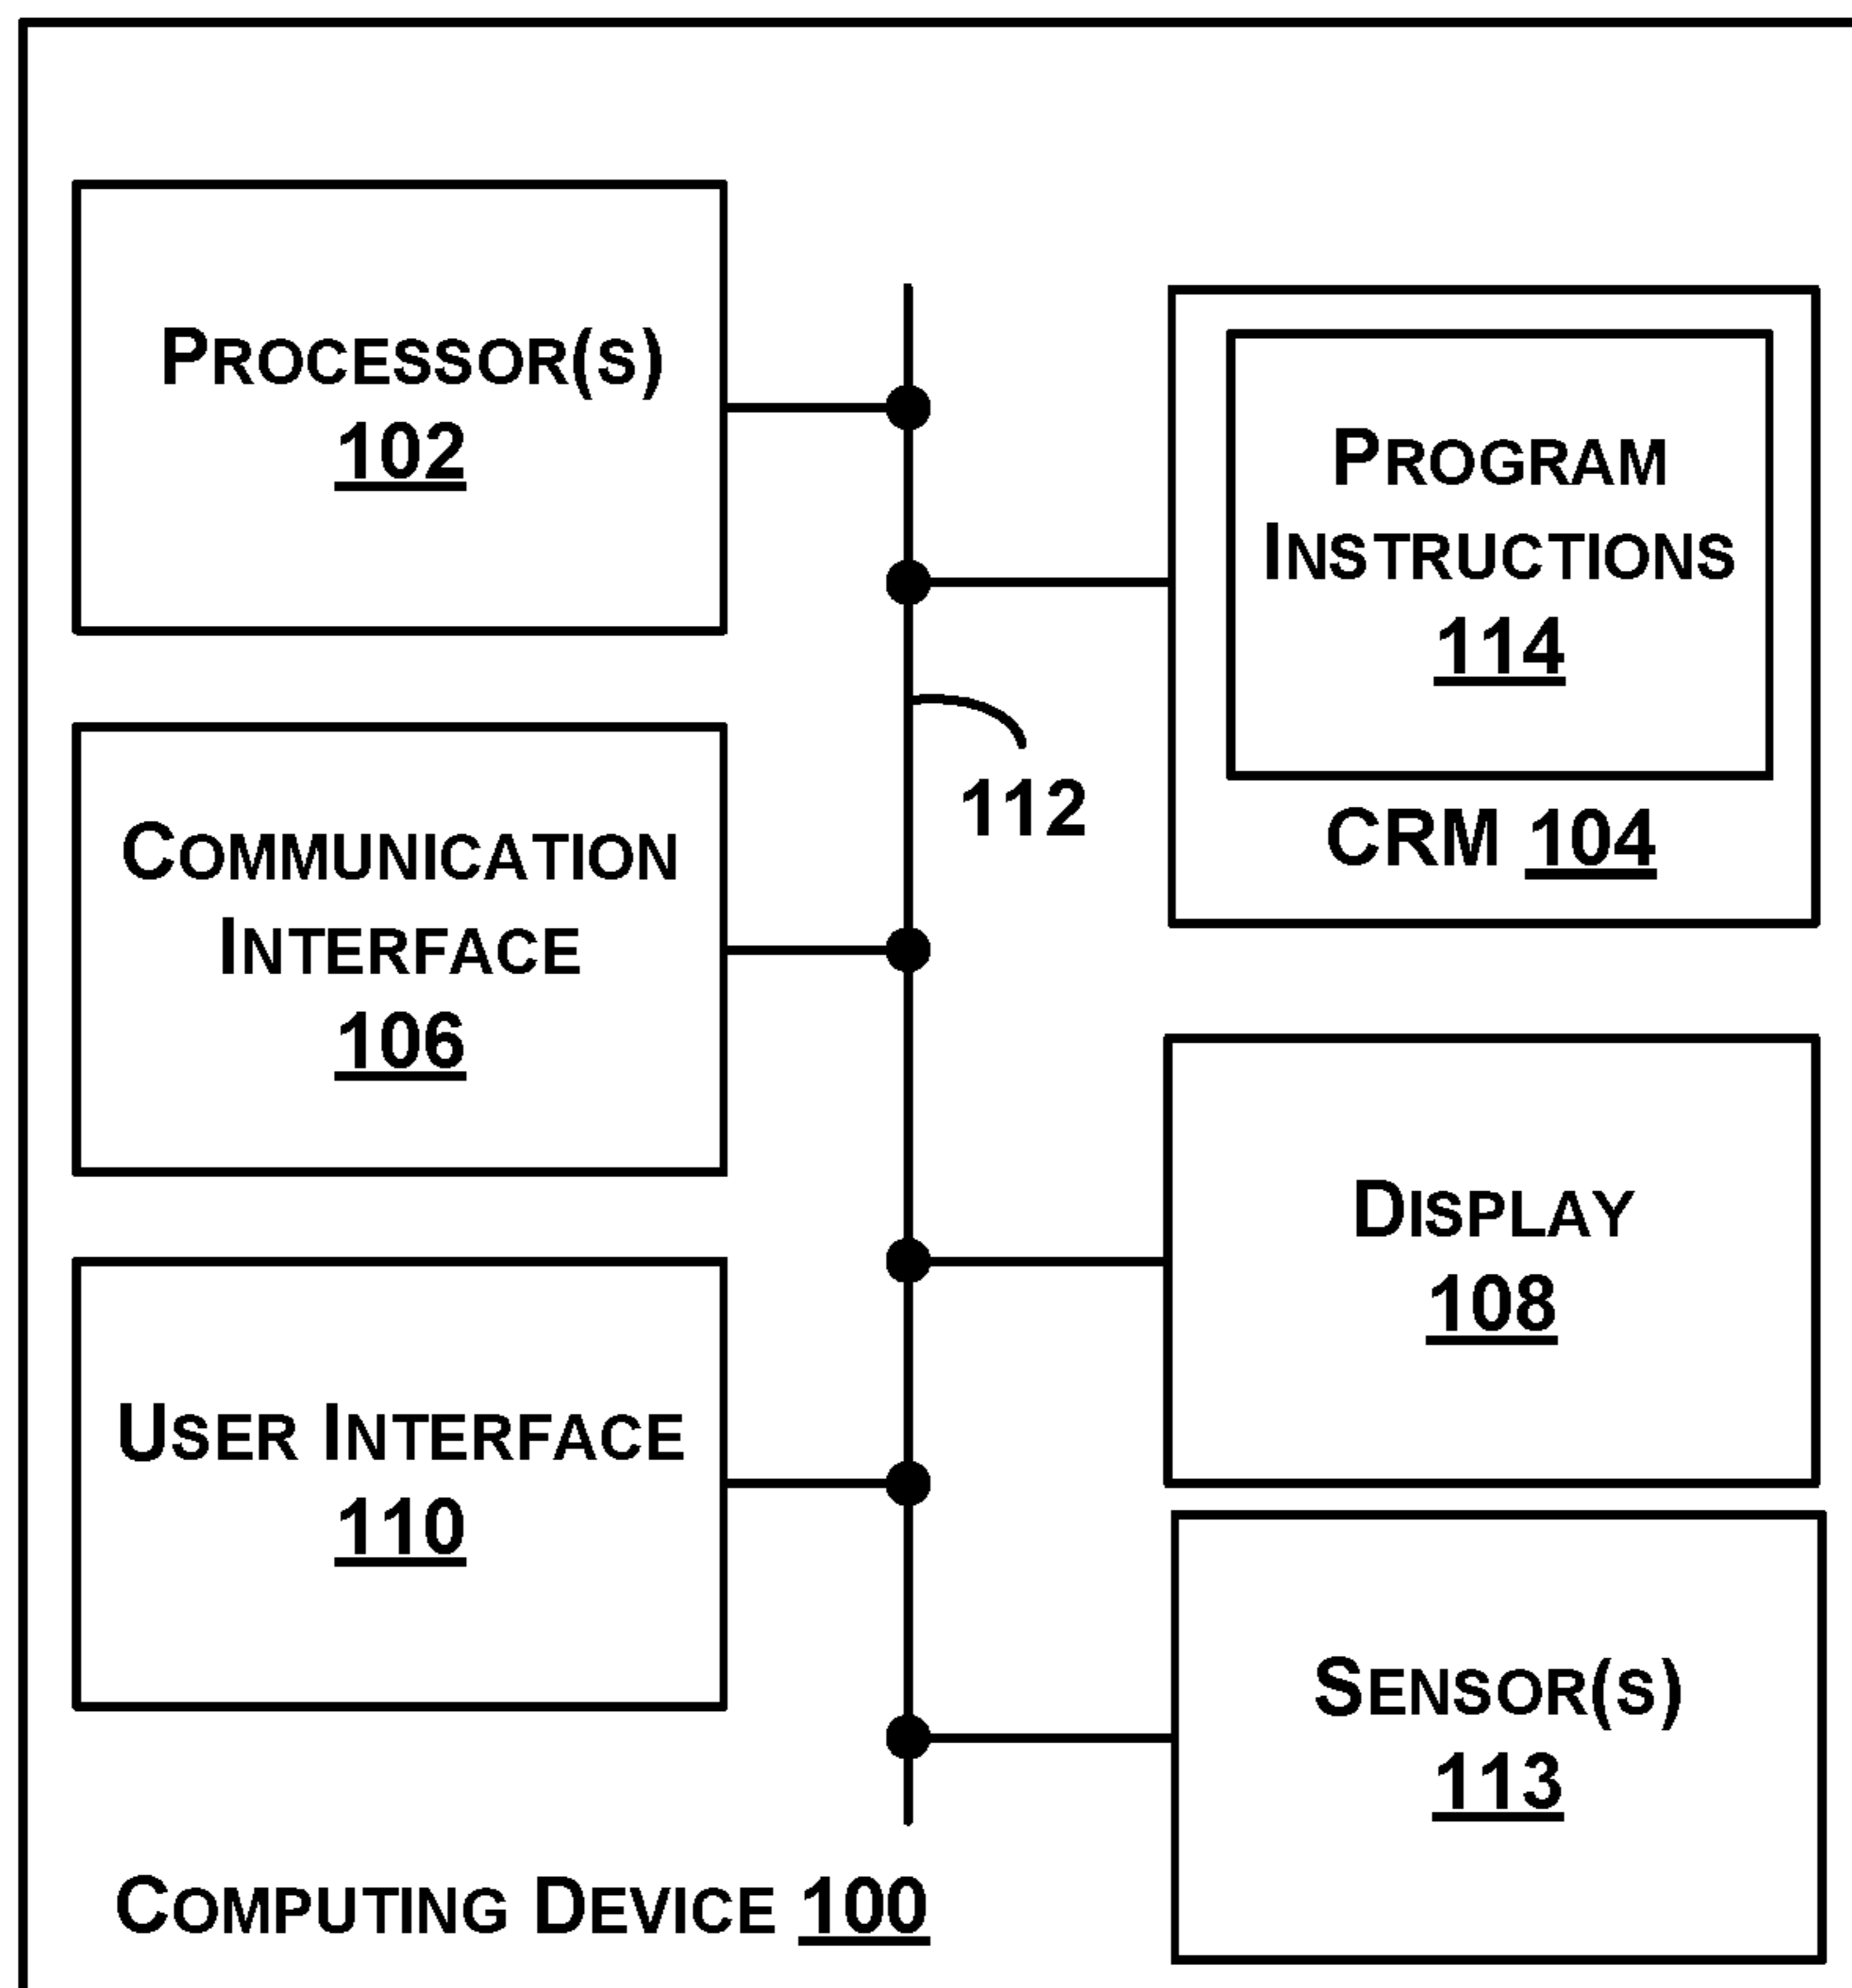 PROCESSOR(S)
102
PROGRAM
INSTRUCTIONS
114
CRM 104
112
COMMUNICATION
INTERFACE
106
DISPLAY
108
USER INTERFACE
110
SENSOR(S)
113
COMPUTING DEVICE 100